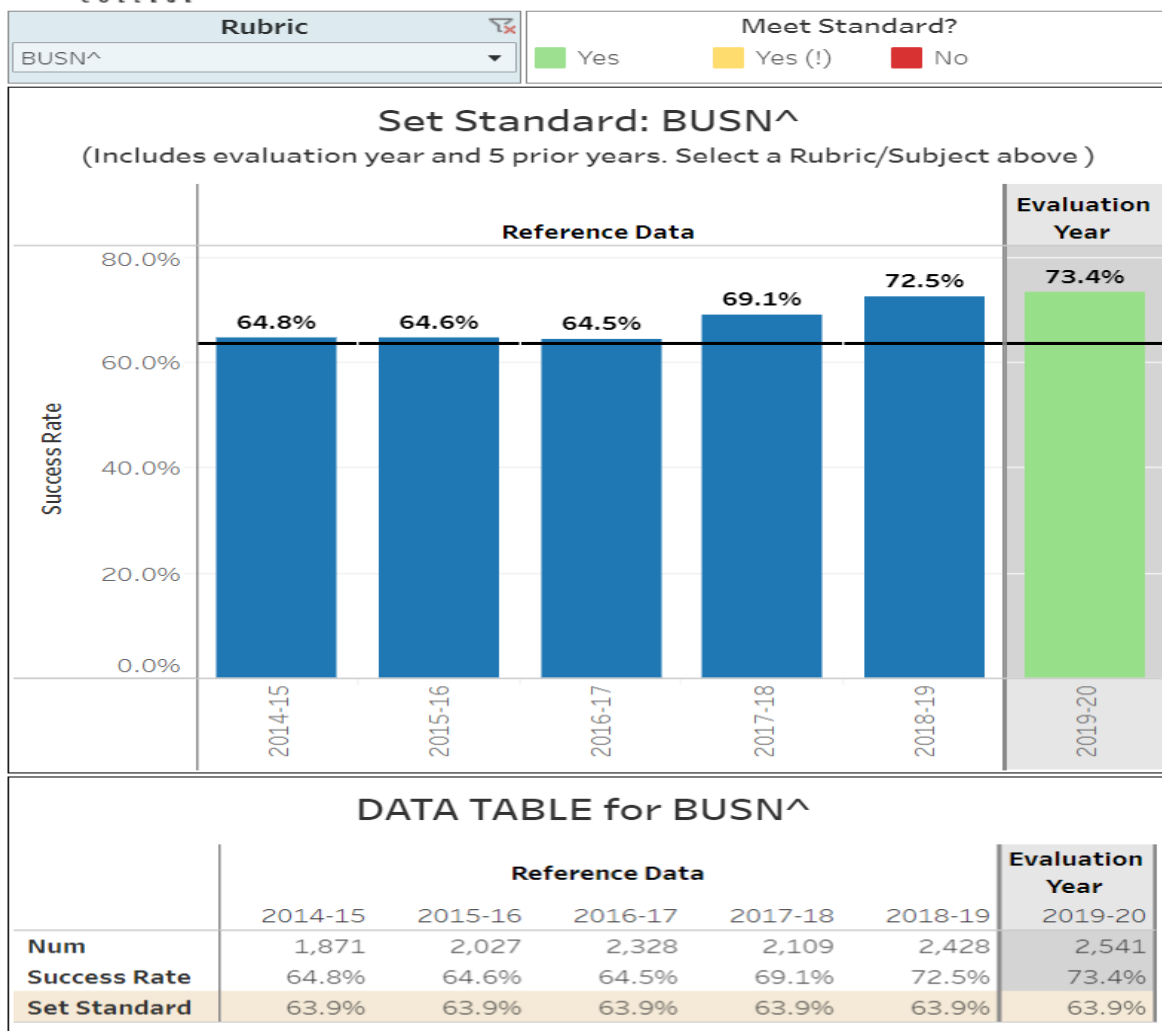 Rubric
BUSN^
Meet Standard?
Yes Yes (!) No
Set Standard: BUSN^
(Includes evaluation year and 5 prior years. Select a Rubric/Subject above )
Reference Data
Evaluation
Year
Success Rate
80.0%
60.0%
40.0%
20.0%
0.0%
64.8% 64.6% 64.5% 69.1% 72.5% 73.4%
2014-15 2015-16 2016-17 2017-18 2018-19 2019-20
DATA TABLE for BUSN^
Reference Data
Evaluation
Year
2014-15 2015-16 2016-17 2017-18 2018-19 2019-20
Num 1,871 2,027 2,328 2,109 2,428 2,541
Success Rate 64.8% 64.6% 64.5% 69.1% 72.5% 73.4%
Set Standard 63.9% 63.9% 63.9% 63.9% 63.9% 63.9%